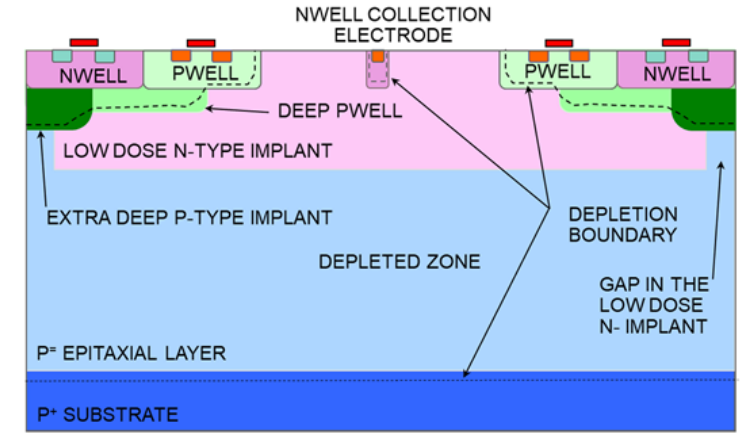 NWELL COLLECTION
ELECTRODE
NWELL
PWELL
PWELL
NWELL
DEEP PWELL
LOW DOSE N-TYPE IMPLANT
EXTRA DEEP P-TYPE IMPLANT
DEPLETION
BOUNDARY
DEPLETED ZONE
GAP IN THE
LOW DOSE
N- IMPLANT
P⁼ EPITAXIAL LAYER
P⁺ SUBSTRATE